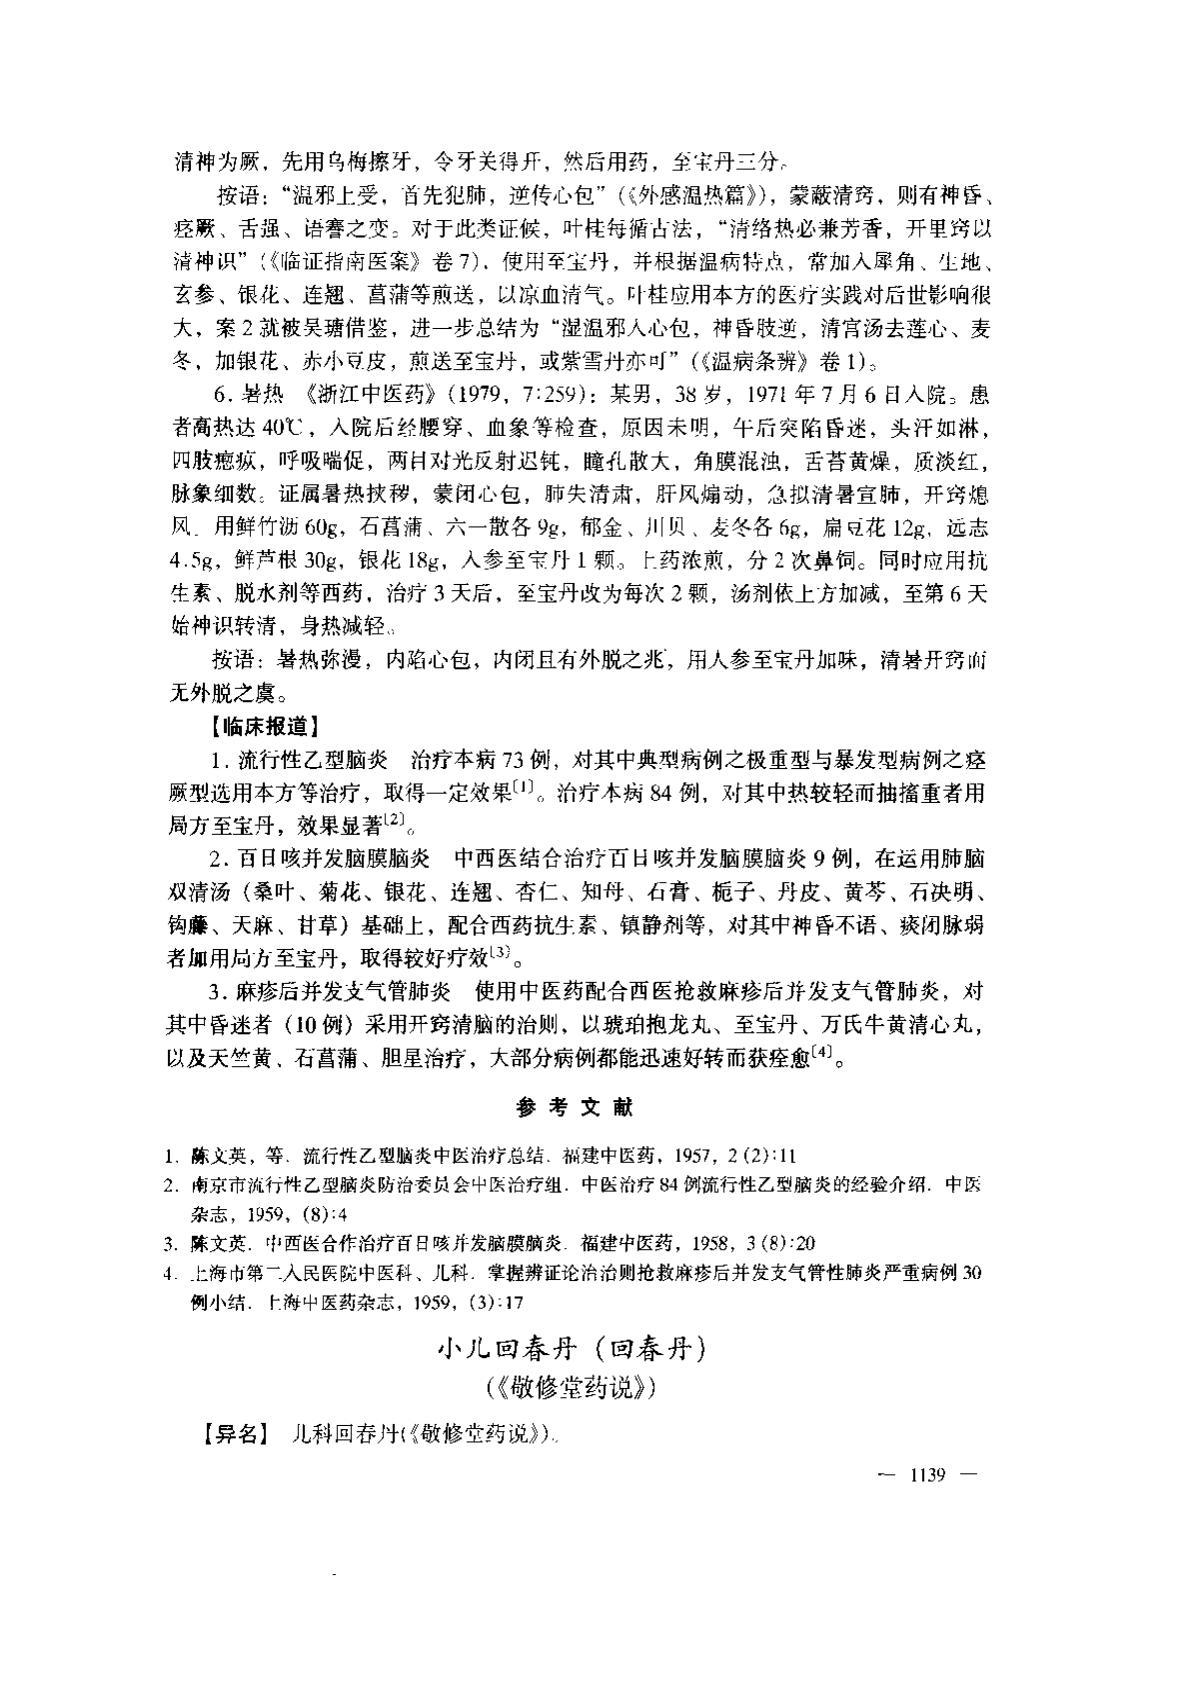 清神为厥，先用乌梅擦牙，令牙关得开，然后用药，至宝丹三分。
按语：“温邪上受，首先犯肺，逆传心包”（《外感温热篇》），蒙蔽清窍，则有神昏、
痉厥、舌强、语謇之变。对于此类证候，叶桂每循古法，“清络热必兼芳香，开里窍以
清神识”（《临证指南医案》卷7），使用至宝丹，并根据温病特点，常加入犀角、生地、
玄参、银花、连翘、菖蒲等煎送，以凉血清气。叶桂应用本方的医疗实践对后世影响很
大，案2就被吴瑭借鉴，进一步总结为“湿温邪入心包，神昏肢逆，清宫汤去莲心、麦
冬，加银花、赤小豆皮，煎送至宝丹，或紫雪丹亦可”（《温病条辨》卷1）。
6. 暑热 《浙江中医药》（1979，7:259）：某男，38岁，1971年7月6日入院。患
者高热达40℃，入院后经腰穿、血象等检查，原因未明，午后突陷昏迷，头汗如淋，
四肢瘛疭，呼吸喘促，两目对光反射迟钝，瞳孔散大，角膜混浊，舌苔黄燥，质淡红，
脉象细数。证属暑热挟秽，蒙闭心包，肺失清肃，肝风煽动，急拟清暑宣肺，开窍熄
风。用鲜竹沥60g，石菖蒲、六一散各9g，郁金、川贝、麦冬各6g，扁豆花12g，远志
4.5g，鲜芦根30g，银花18g，人参至宝丹1颗。上药浓煎，分2次鼻饲。同时应用抗
生素、脱水剂等西药，治疗3天后，至宝丹改为每次2颗，汤剂依上方加减，至第6天
始神识转清，身热减轻。
按语：暑热弥漫，内陷心包，内闭且有外脱之兆，用人参至宝丹加味，清暑开窍而
无外脱之虞。
【临床报道】
1. 流行性乙型脑炎 治疗本病73例，对其中典型病例之极重型与暴发型病例之痉
厥型选用本方等治疗，取得一定效果〔1〕。治疗本病84例，对其中热较轻而抽搐重者用
局方至宝丹，效果显著〔2〕。
2. 百日咳并发脑膜脑炎 中西医结合治疗百日咳并发脑膜脑炎9例，在运用肺脑
双清汤（桑叶、菊花、银花、连翘、杏仁、知母、石膏、栀子、丹皮、黄芩、石决明、
钩藤、天麻、甘草）基础上，配合西药抗生素、镇静剂等，对其中神昏不语、痰闭脉弱
者加用局方至宝丹，取得较好疗效〔3〕。
3. 麻疹后并发支气管肺炎 使用中医药配合西医抢救麻疹后并发支气管肺炎，对
其中昏迷者（10例）采用开窍清脑的治则，以琥珀抱龙丸、至宝丹、万氏牛黄清心丸，
以及天竺黄、石菖蒲、胆星治疗，大部分病例都能迅速好转而获痊愈〔4〕。
参 考 文 献
1. 陈文英，等．流行性乙型脑炎中医治疗总结．福建中医药，1957，2（2）:11
2. 南京市流行性乙型脑炎防治委员会中医治疗组．中医治疗84例流行性乙型脑炎的经验介绍．中医
杂志，1959，（8）:4
3. 陈文英．中西医合作治疗百日咳并发脑膜脑炎．福建中医药，1958，3（8）:20
4. 上海市第二人民医院中医科、儿科．掌握辨证论治治则抢救麻疹后并发支气管性肺炎严重病例30
例小结．上海中医药杂志，1959，（3）:17
小儿回春丹（回春丹）
（《敬修堂药说》）
【异名】 儿科回春丹（《敬修堂药说》）。
— 1139 —